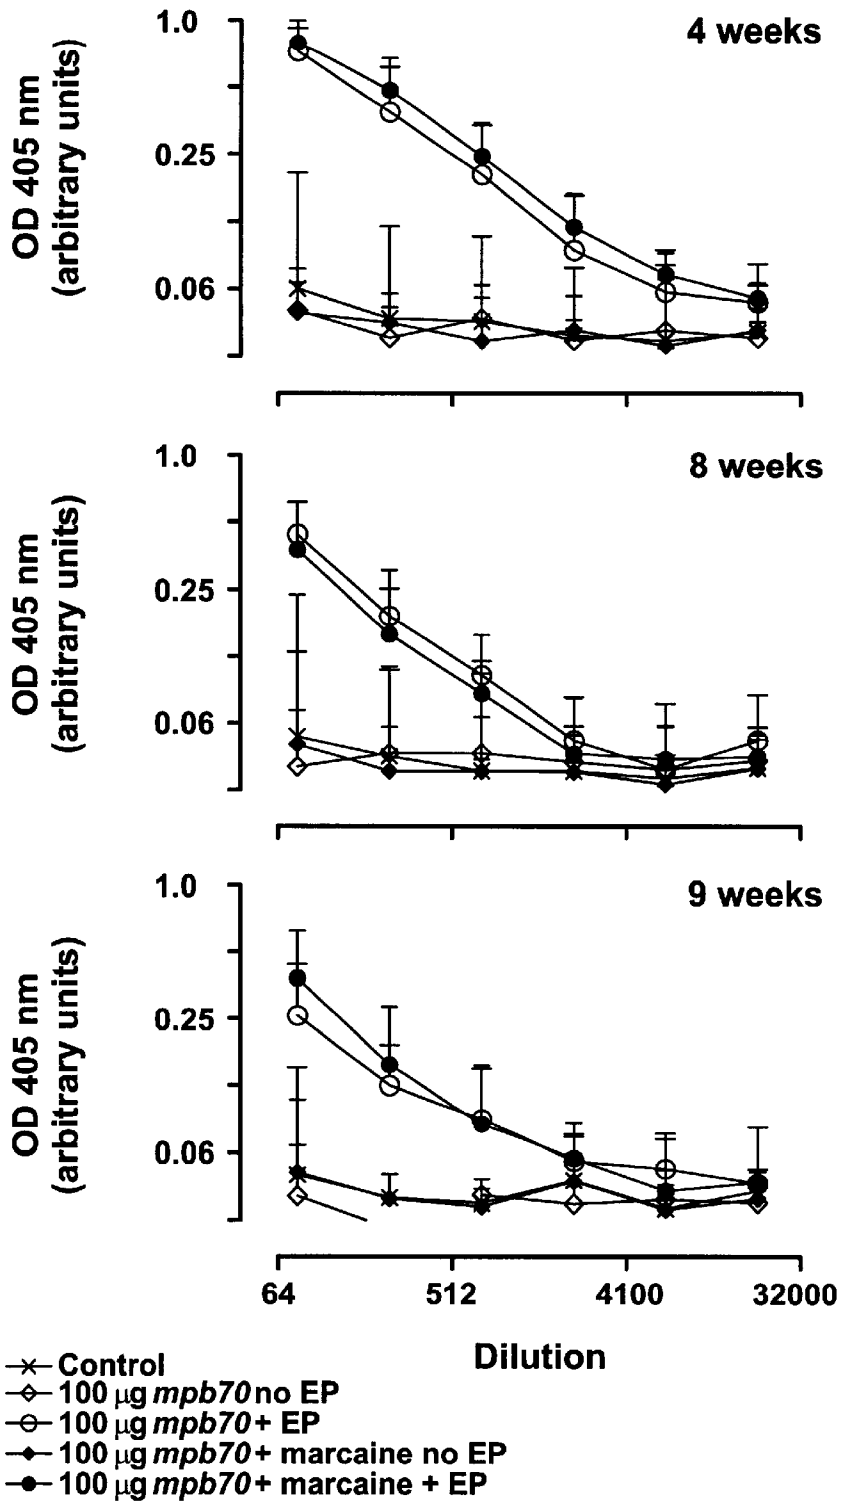 4 weeks
1.0
0.25
0.06
OD 405 nm
(arbitrary units)
8 weeks
1.0
0.25
0.06
OD 405 nm
(arbitrary units)
9 weeks
1.0
0.25
0.06
OD 405 nm
(arbitrary units)
64 512 4100 32000
Dilution
Control
100 µg mpb70 no EP
100 µg mpb70 + EP
100 µg mpb70 + marcaine no EP
100 µg mpb70 + marcaine + EP